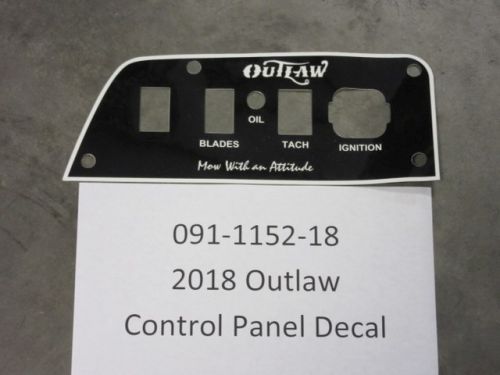 OUTLAW
OIL
BLADES
TACH
IGNITION
Mow With an Attitude
091-1152-18
2018 Outlaw
Control Panel Decal